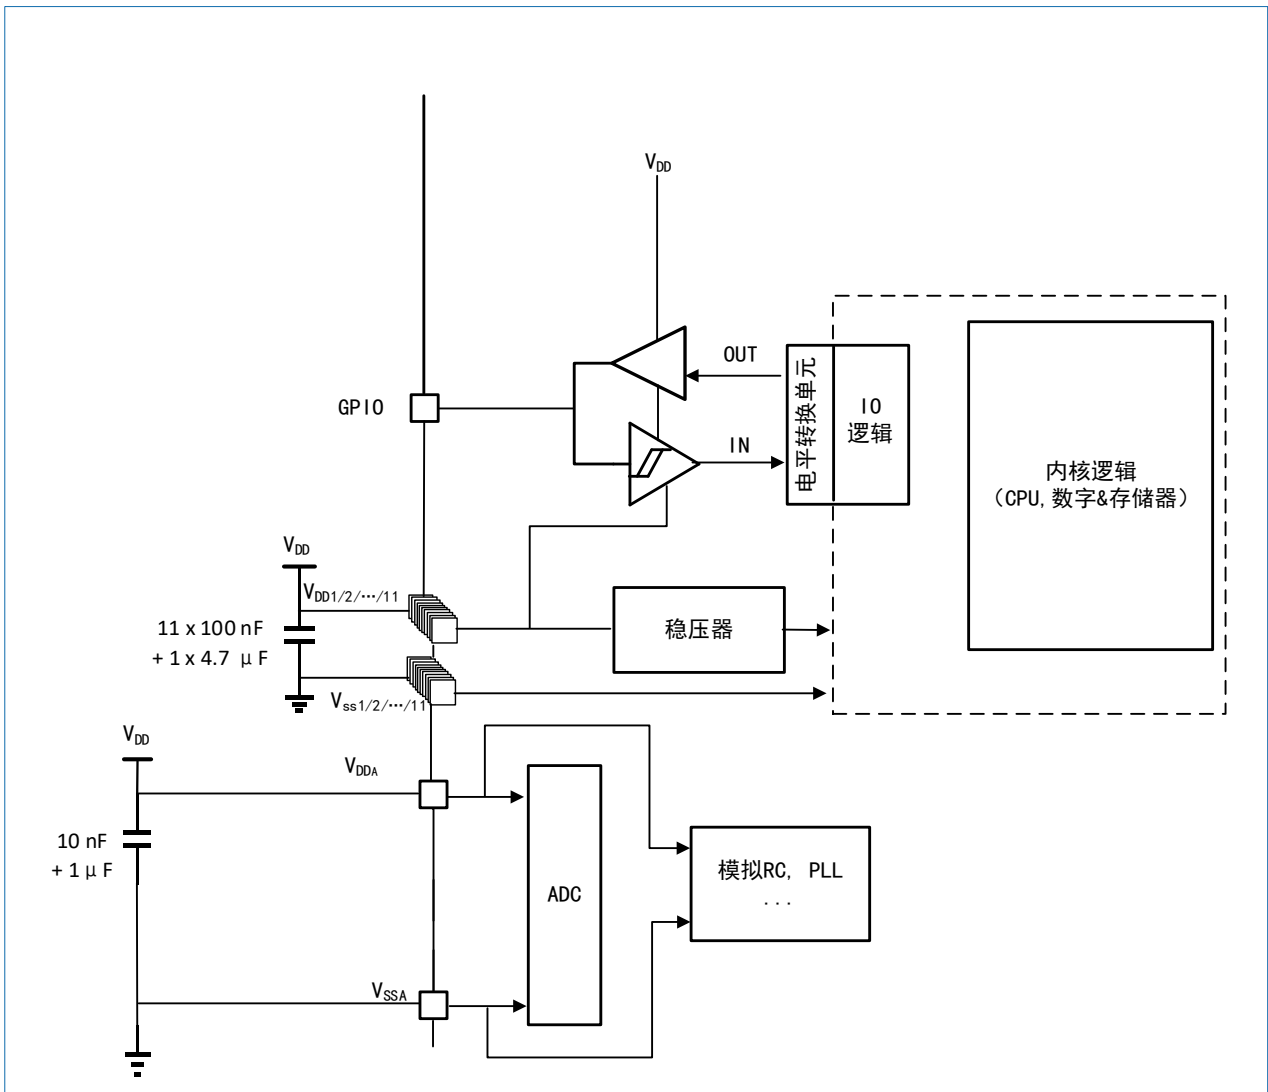 VDD
OUT
GPIO
电平转换单元
IO
逻辑
IN
内核逻辑
（CPU,数字&存储器）
VDD
VDD1/2/…/11
11 x 100 nF
+ 1 x 4.7 μF
稳压器
Vss1/2/…/11
VDD
VDDA
10 nF
+ 1 μF
ADC
模拟RC, PLL
...
VSSA